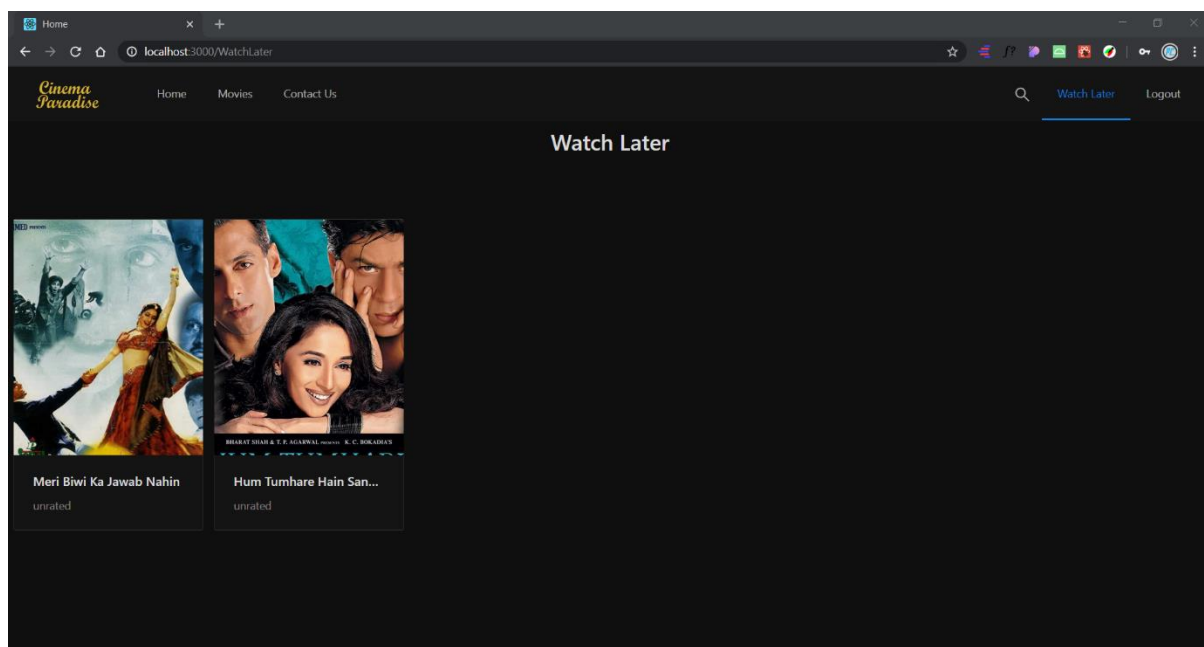 Home
localhost:3000/WatchLater
Cinema
Paradise
Home Movies Contact Us
Watch Later Logout
Watch Later
BHARAT SHAH & T. P. AGARWAL PRESENTS K. C. BOKADIA'S
Meri Biwi Ka Jawab Nahin
Hum Tumhare Hain San...
unrated
unrated